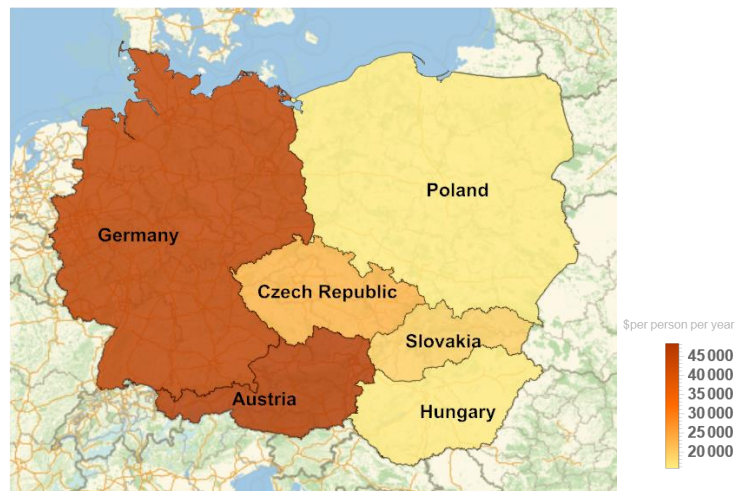 Poland
Germany
Czech Republic
Slovakia
Austria
Hungary
$per person per year
45000
40000
35000
30000
25000
20000